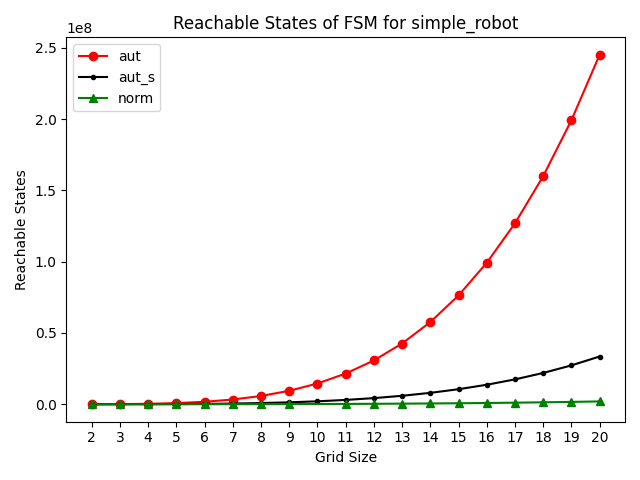 Reachable States of FSM for simple_robot
1e8
aut
aut_s
norm
2.5
2.0
1.5
1.0
0.5
0.0
Reachable States
2 3 4 5 6 7 8 9 10 11 12 13 14 15 16 17 18 19 20
Grid Size